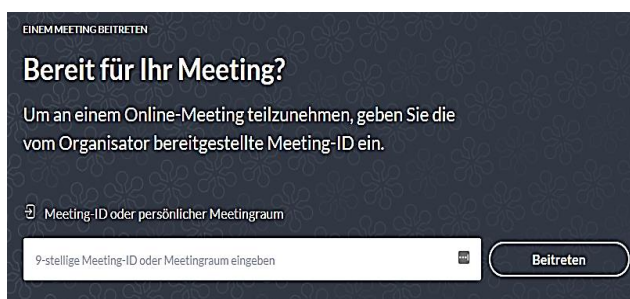 EINEM MEETING BEITRETEN
Bereit für Ihr Meeting?
Um an einem Online-Meeting teilzunehmen, geben Sie die
vom Organisator bereitgestellte Meeting-ID ein.
Meeting-ID oder persönlicher Meetingraum
9-stellige Meeting-ID oder Meetingraum eingeben
Beitreten